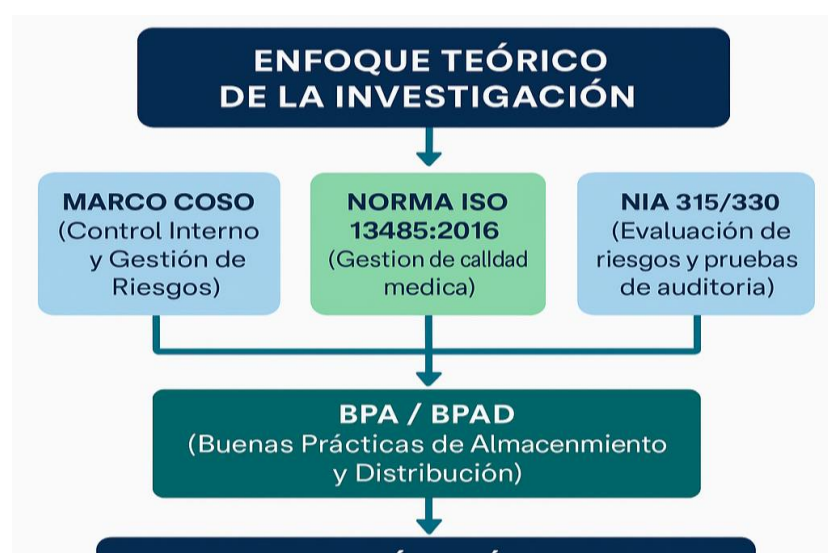 ENFOQUE TEÓRICO
DE LA INVESTIGACIÓN
MARCO COSO
(Control Interno
y Gestión de
Riesgos)
NORMA ISO
13485:2016
(Gestion de calldad
medica)
NIA 315/330
(Evaluación de
riesgos y pruebas
de auditoria)
BPA / BPAD
(Buenas Prácticas de Almacenmiento
y Distribución)